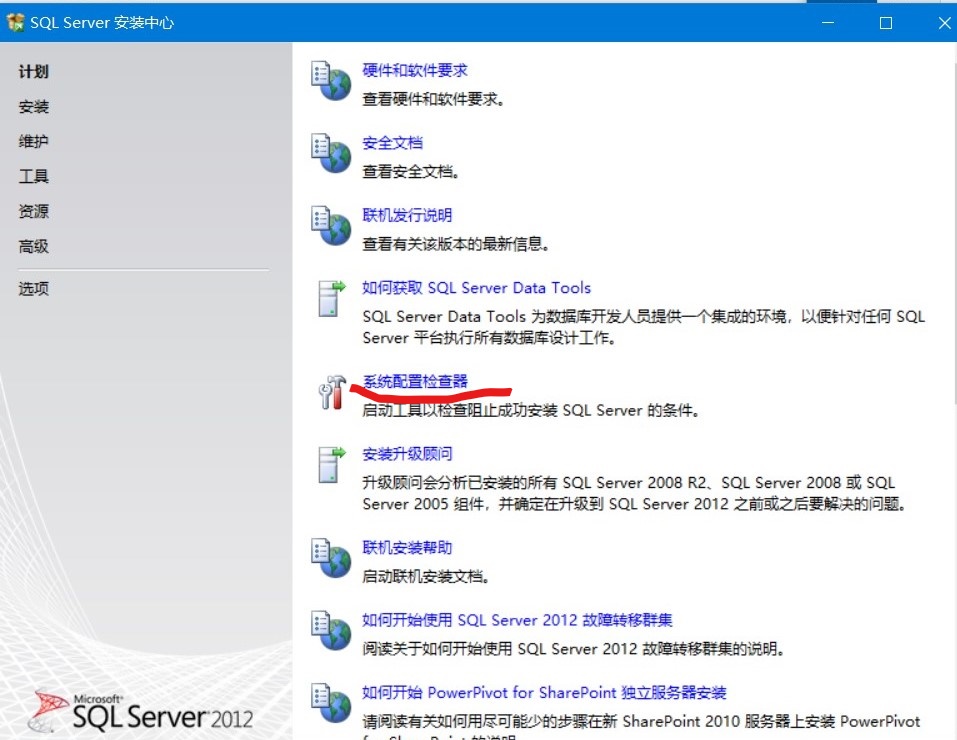 SQL Server 安装中心
计划
安装
维护
工具
资源
高级
选项
硬件和软件要求
查看硬件和软件要求。
安全文档
查看安全文档。
联机发行说明
查看有关该版本的最新信息。
如何获取 SQL Server Data Tools
SQL Server Data Tools 为数据库开发人员提供一个集成的环境，以便针对任何 SQL
Server 平台执行所有数据库设计工作。
系统配置检查器
启动工具以检查阻止成功安装 SQL Server 的条件。
安装升级顾问
升级顾问会分析已安装的所有 SQL Server 2008 R2、SQL Server 2008 或 SQL
Server 2005 组件，并确定在升级到 SQL Server 2012 之前或之后要解决的问题。
联机安装帮助
启动联机安装文档。
如何开始使用 SQL Server 2012 故障转移群集
阅读关于如何开始使用 SQL Server 2012 故障转移群集的说明。
如何开始 PowerPivot for SharePoint 独立服务器安装
请阅读有关如何用尽可能少的步骤在新 SharePoint 2010 服务器上安装 PowerPivot
for SharePoint 的说明
Microsoft®
SQL Server 2012